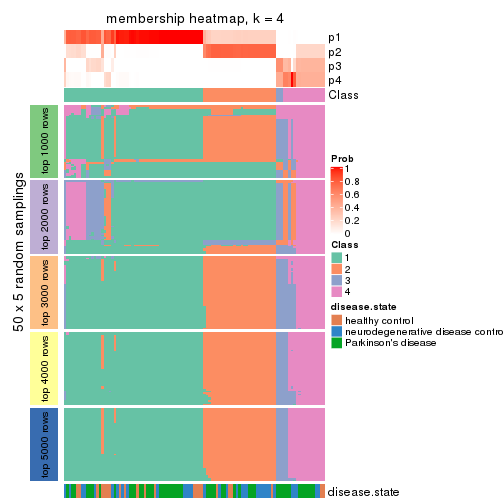 membership heatmap, k = 4
p1
p2
p3
p4
Class
50 x 5 random samplings
top 1000 rows
top 2000 rows
top 3000 rows
top 4000 rows
top 5000 rows
disease.state
Prob
1
0.8
0.6
0.4
0.2
0
Class
1
2
3
4
disease.state
healthy control
neurodegenerative disease contro
Parkinson's disease